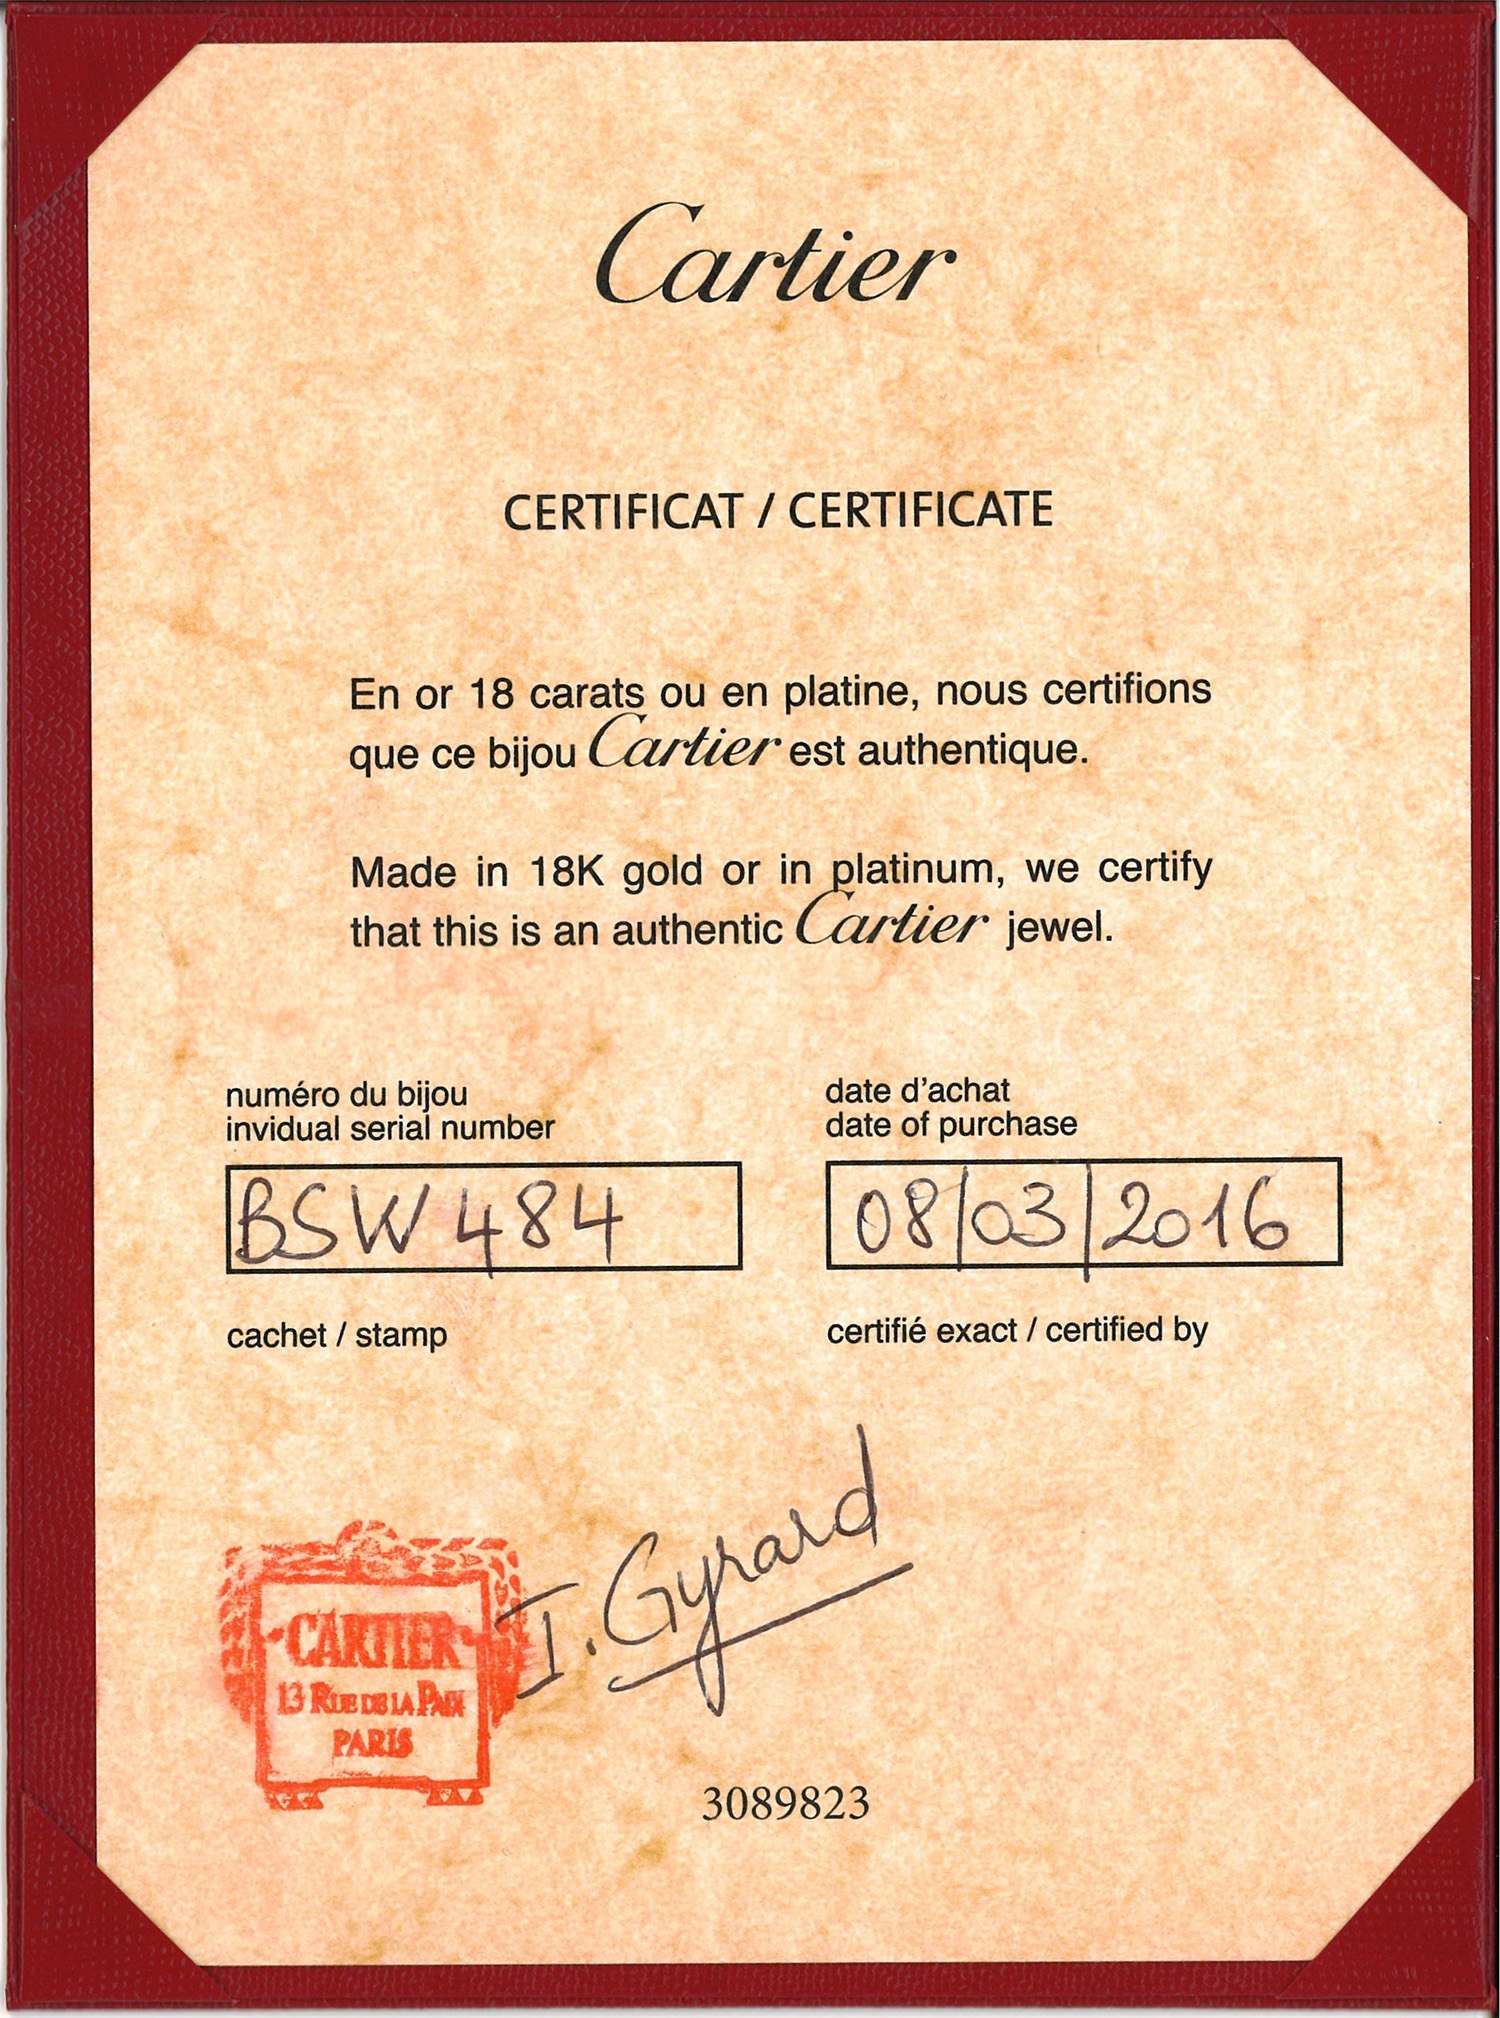 Cartier
CERTIFICAT / CERTIFICATE
En or 18 carats ou en platine, nous certifions
que ce bijou Cartier est authentique.
Made in 18K gold or in platinum, we certify
that this is an authentic Cartier jewel.
numéro du bijou
invidual serial number
BSW484
date d'achat
date of purchase
08/03/2016
cachet / stamp
certifié exact / certified by
CARTIER
13 RUE DE LA PAIX
PARIS
I. Gyrard
3089823